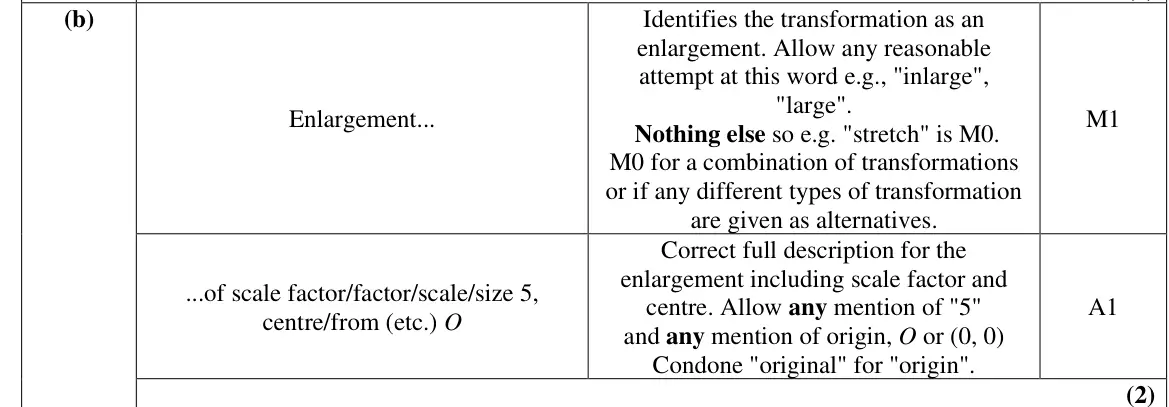 (b)
Enlargement...
Identifies the transformation as an
enlargement. Allow any reasonable
attempt at this word e.g., "inlarge",
"large".
Nothing else so e.g. "stretch" is M0.
M0 for a combination of transformations
or if any different types of transformation
are given as alternatives.
M1
...of scale factor/factor/scale/size 5,
centre/from (etc.) O
Correct full description for the
enlargement including scale factor and
centre. Allow any mention of "5"
and any mention of origin, O or (0, 0)
Condone "original" for "origin".
A1
(2)